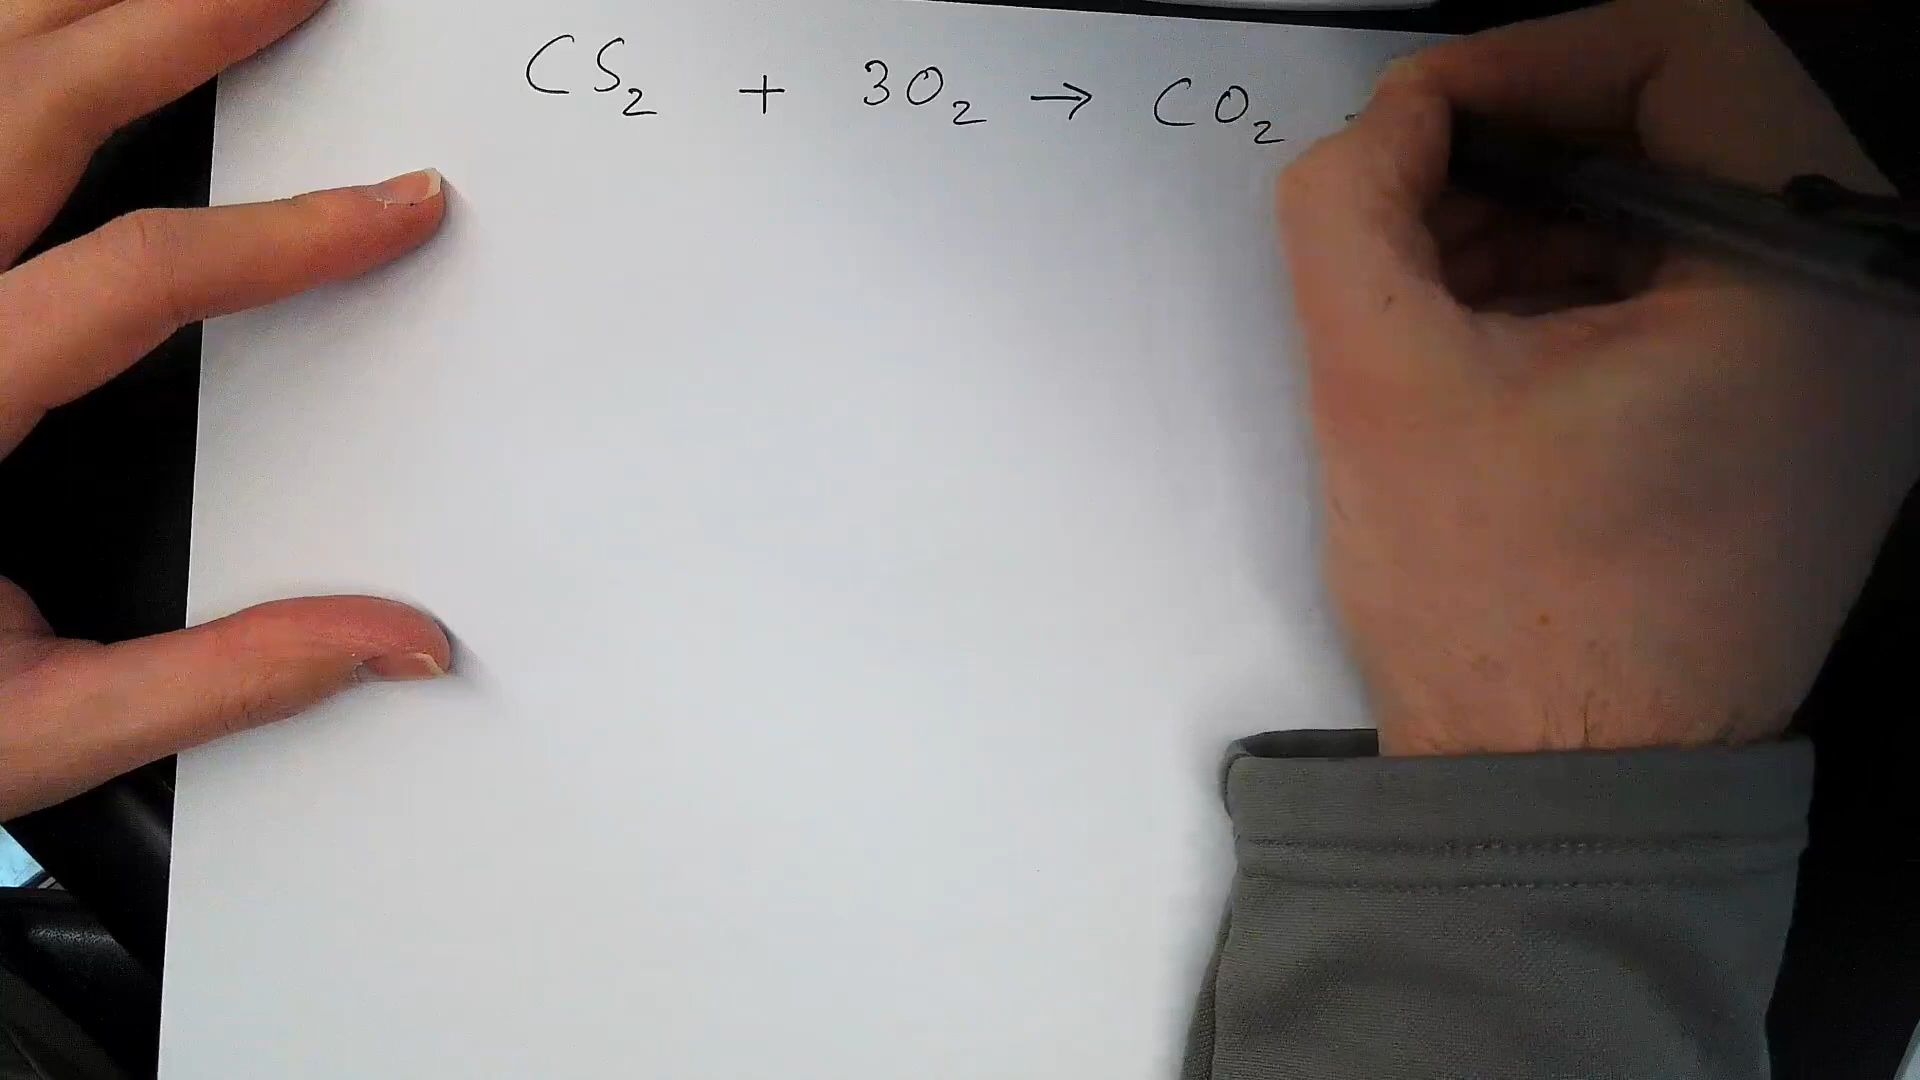 CS₂ + 3O₂ → CO₂